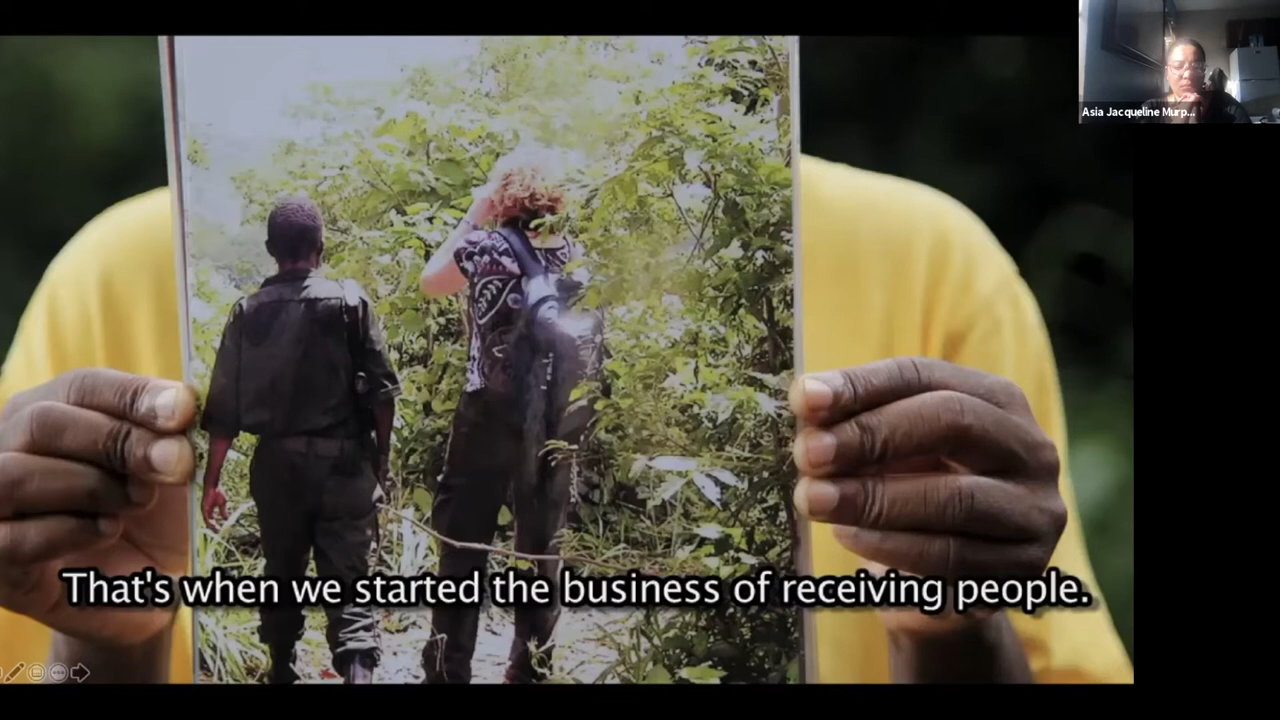 Asia Jacqueline Murp...
That's when we started the business of receiving people.